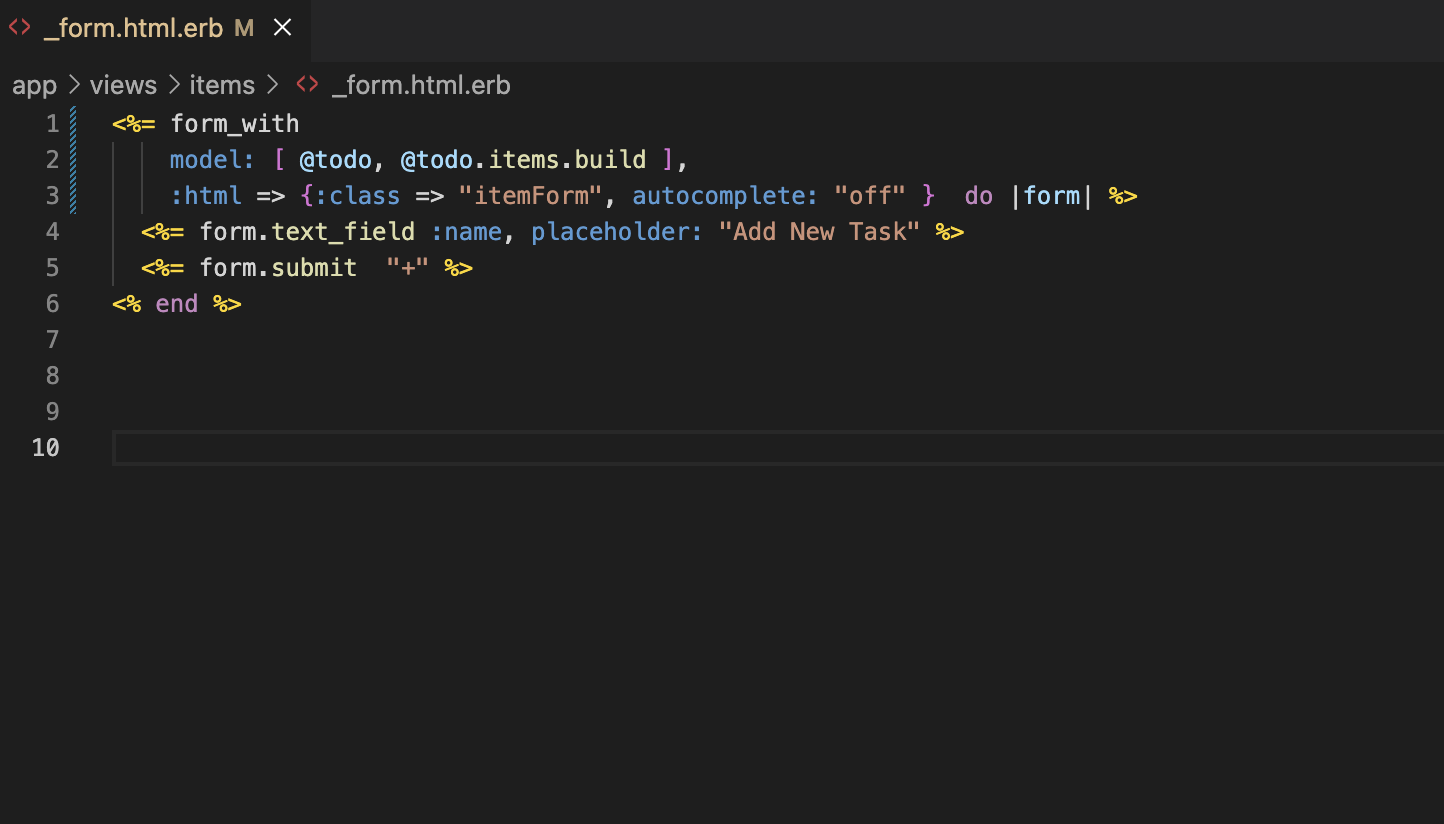 <> _form.html.erb M ×
app > views > items > <> _form.html.erb
1 <%= form_with
2 model: [ @todo, @todo.items.build ],
3 :html => {:class => "itemForm", autocomplete: "off" }  do |form| %>
4 <%= form.text_field :name, placeholder: "Add New Task" %>
5 <%= form.submit  "+" %>
6 <% end %>
7
8
9
10